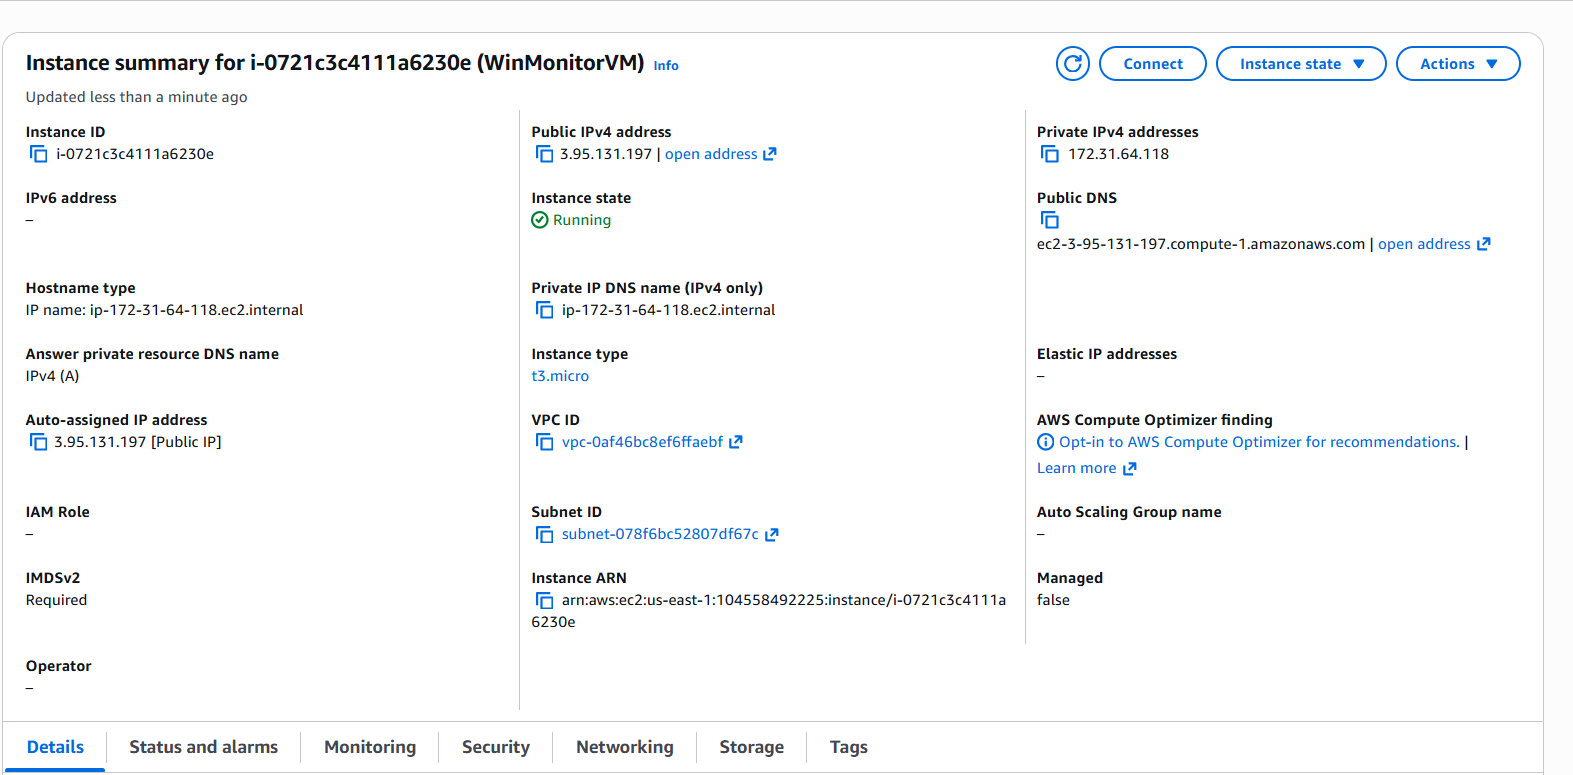 Instance summary for i-0721c3c4111a6230e (WinMonitorVM) Info
Connect
Instance state
Actions
Updated less than a minute ago
Instance ID
i-0721c3c4111a6230e
Public IPv4 address
3.95.131.197 | open address
Private IPv4 addresses
172.31.64.118
IPv6 address
–
Instance state
Running
Public DNS
ec2-3-95-131-197.compute-1.amazonaws.com | open address
Hostname type
IP name: ip-172-31-64-118.ec2.internal
Private IP DNS name (IPv4 only)
ip-172-31-64-118.ec2.internal
Answer private resource DNS name
IPv4 (A)
Instance type
t3.micro
Elastic IP addresses
–
Auto-assigned IP address
3.95.131.197 [Public IP]
VPC ID
vpc-0af46bc8ef6ffaebf
AWS Compute Optimizer finding
Opt-in to AWS Compute Optimizer for recommendations. |
Learn more
IAM Role
–
Subnet ID
subnet-078f6bc52807df67c
Auto Scaling Group name
–
IMDSv2
Required
Instance ARN
arn:aws:ec2:us-east-1:104558492225:instance/i-0721c3c4111a
6230e
Managed
false
Operator
–
Details
Status and alarms
Monitoring
Security
Networking
Storage
Tags